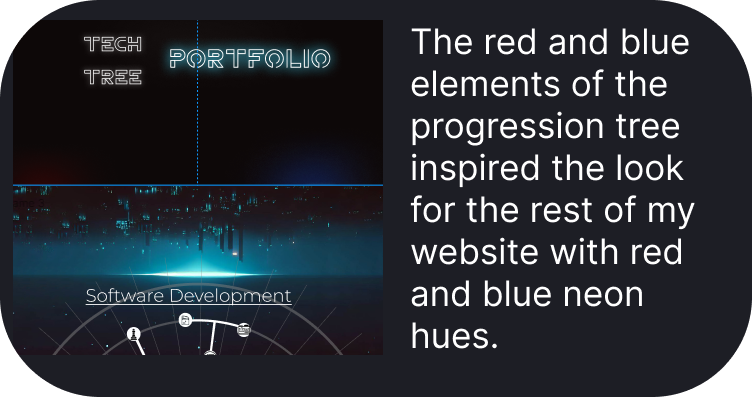 TECH
TREE
PORTFOLIO
Software Development
The red and blue
elements of the
progression tree
inspired the look
for the rest of my
website with red
and blue neon
hues.